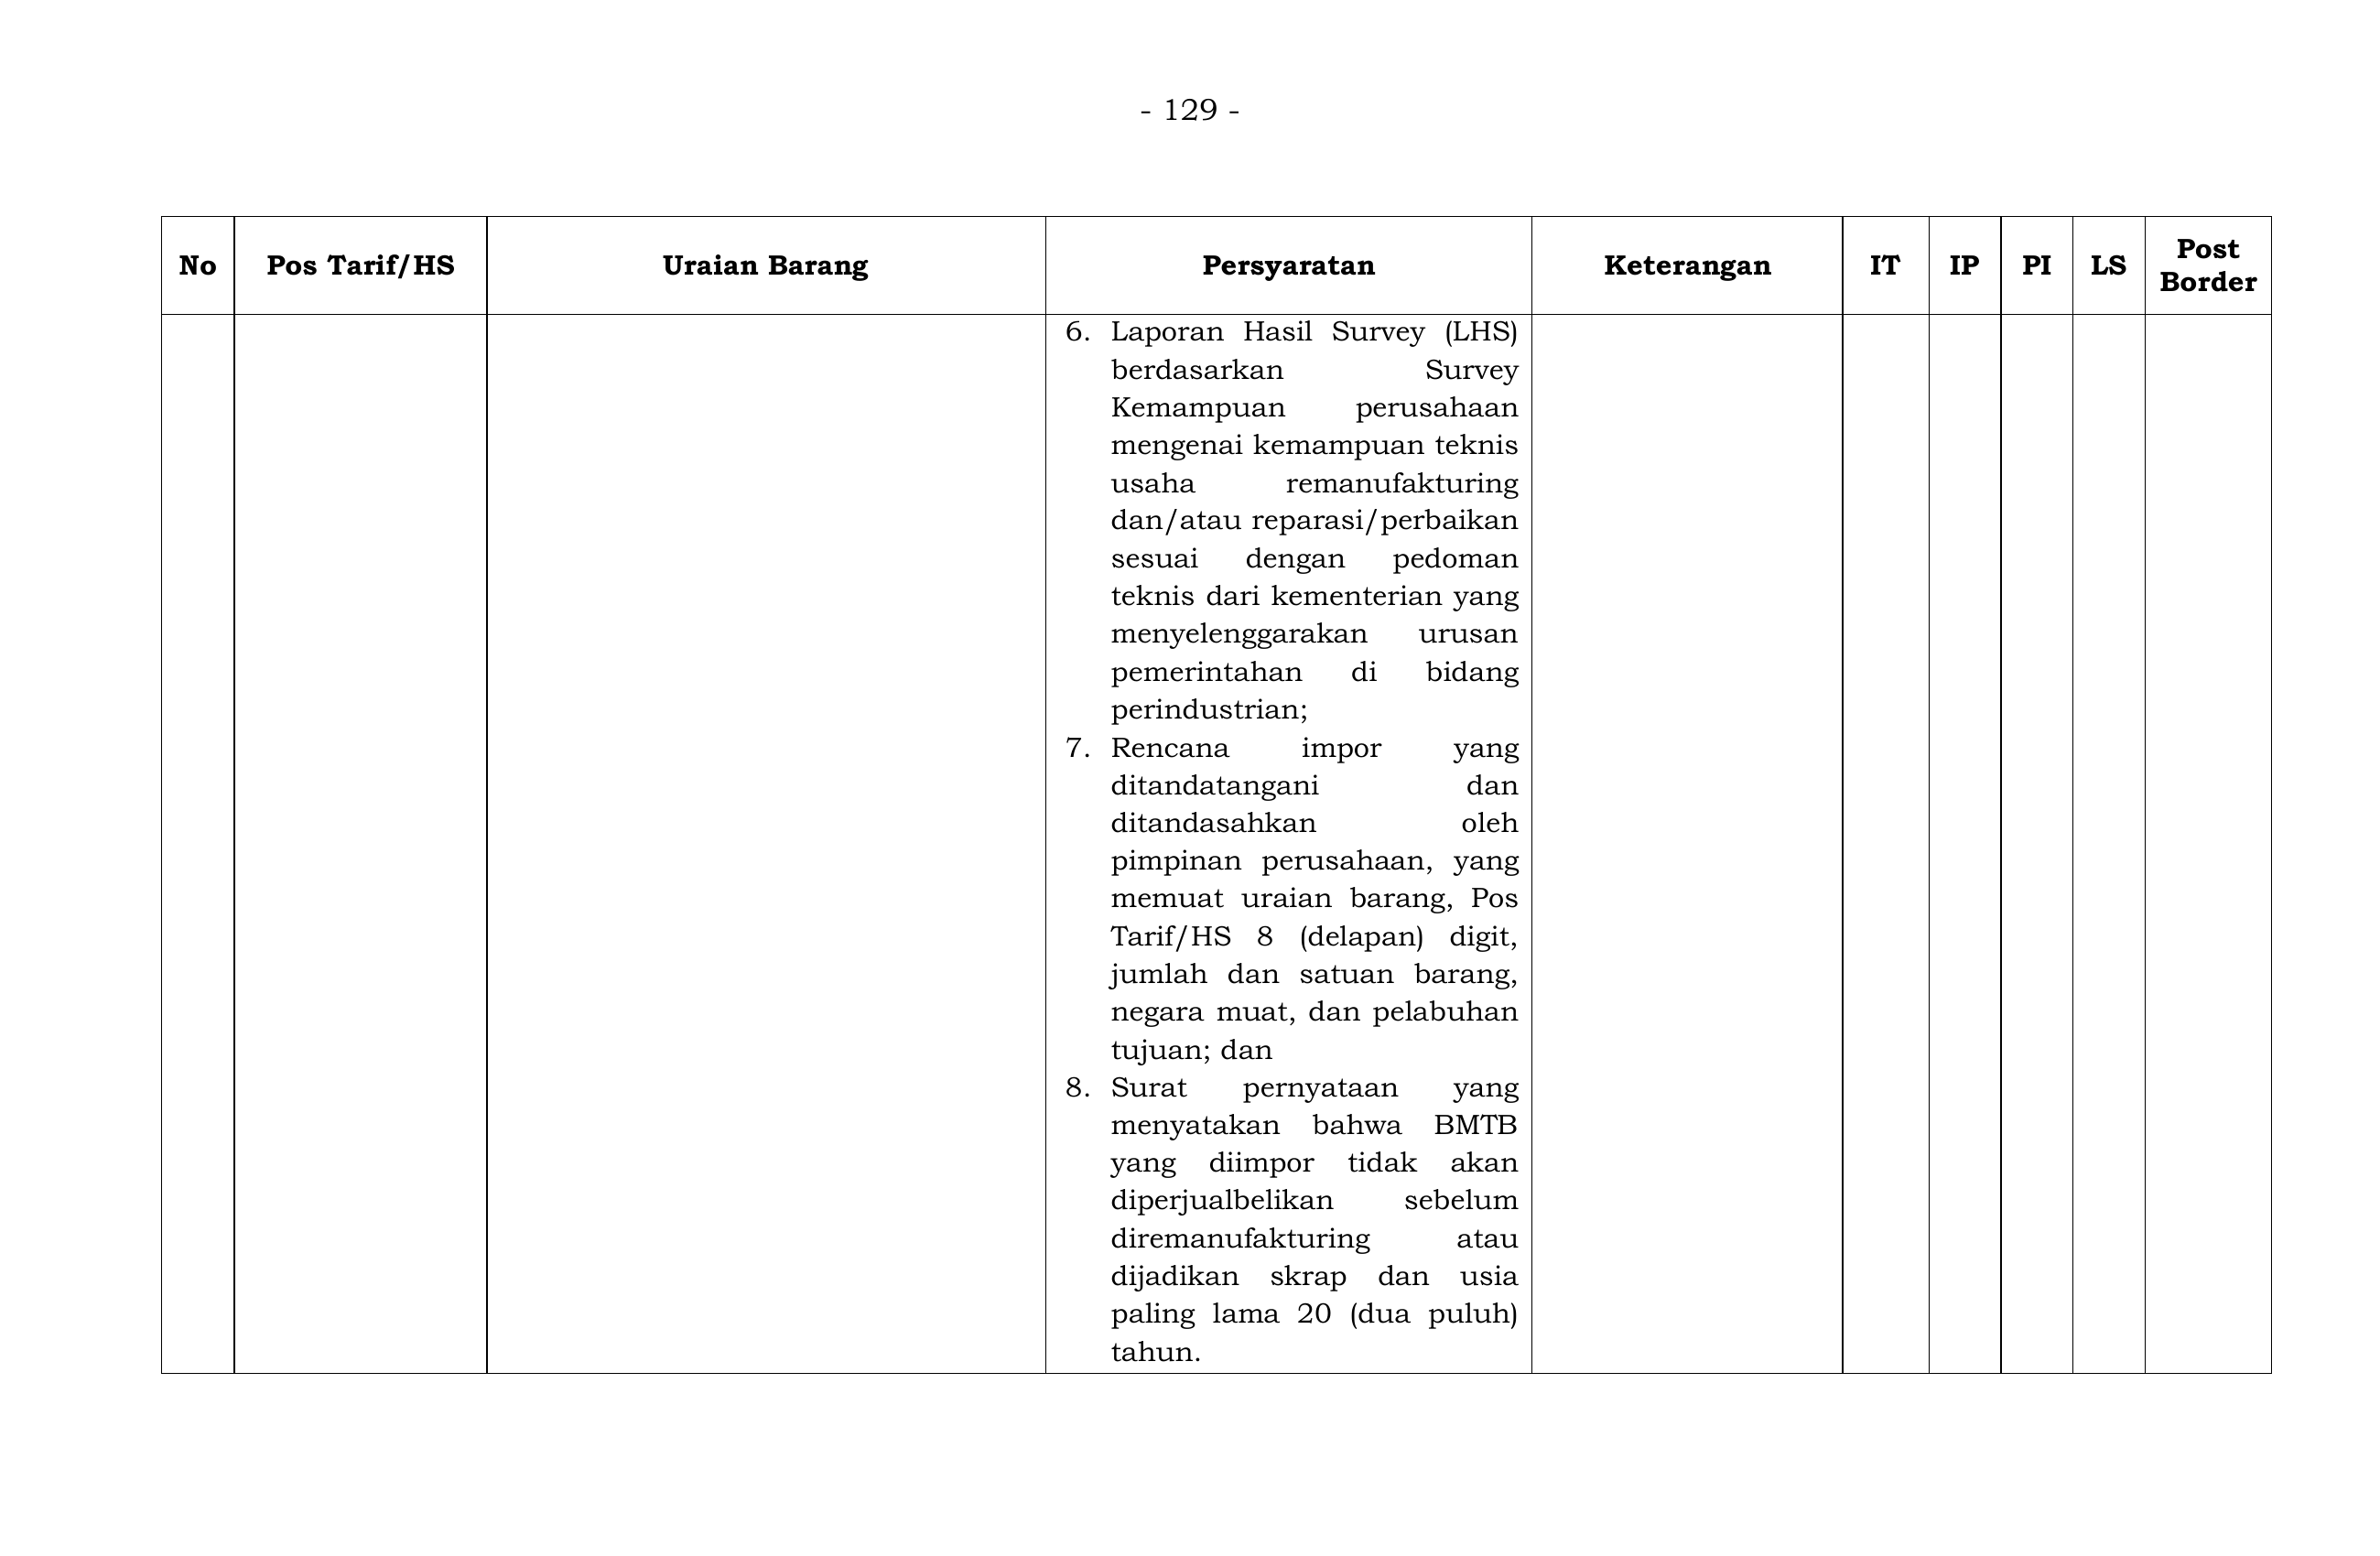 - 129 -
No Pos Tarif/HS Uraian Barang Persyaratan Keterangan IT IP PI LS Post Border
6. Laporan Hasil Survey (LHS)
berdasarkan Survey
Kemampuan perusahaan
mengenai kemampuan teknis
usaha remanufakturing
dan/atau reparasi/perbaikan
sesuai dengan pedoman
teknis dari kementerian yang
menyelenggarakan urusan
pemerintahan di bidang
perindustrian;
7. Rencana impor yang
ditandatangani dan
ditandasahkan oleh
pimpinan perusahaan, yang
memuat uraian barang, Pos
Tarif/HS 8 (delapan) digit,
jumlah dan satuan barang,
negara muat, dan pelabuhan
tujuan; dan
8. Surat pernyataan yang
menyatakan bahwa BMTB
yang diimpor tidak akan
diperjualbelikan sebelum
diremanufakturing atau
dijadikan skrap dan usia
paling lama 20 (dua puluh)
tahun.